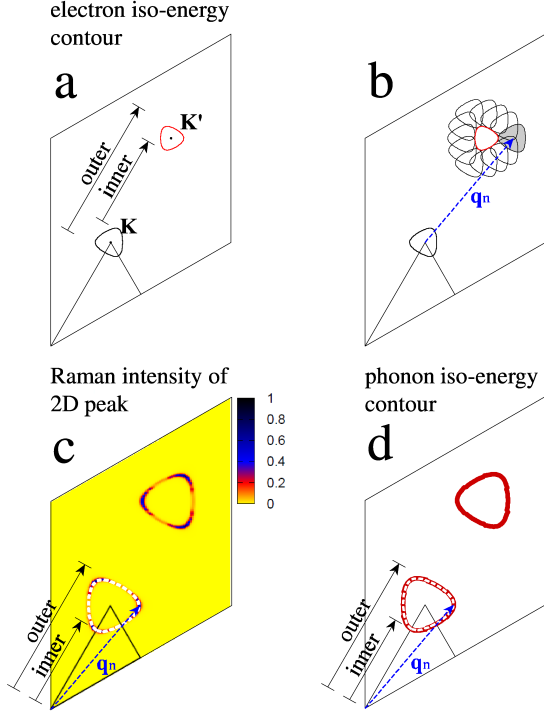 electron iso-energy
contour
a
K'
outer
inner
K
b
qn
Raman intensity of
2D peak
c
1
0.8
0.6
0.4
0.2
0
outer
inner
qn
phonon iso-energy
contour
d
outer
inner
qn